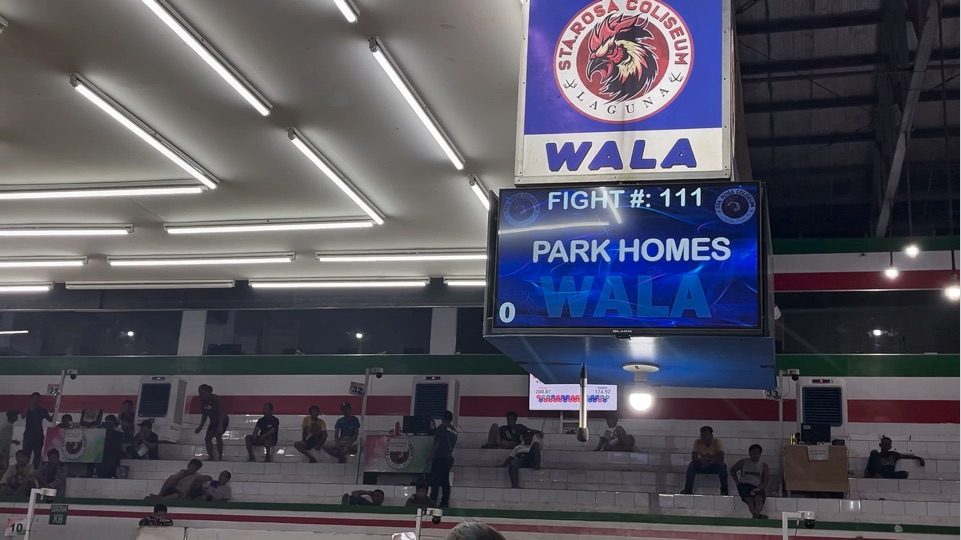 STA.ROSA COLISEUM
LAGUNA
WALA
FIGHT #: 111
PARK HOMES
WALA
0
10